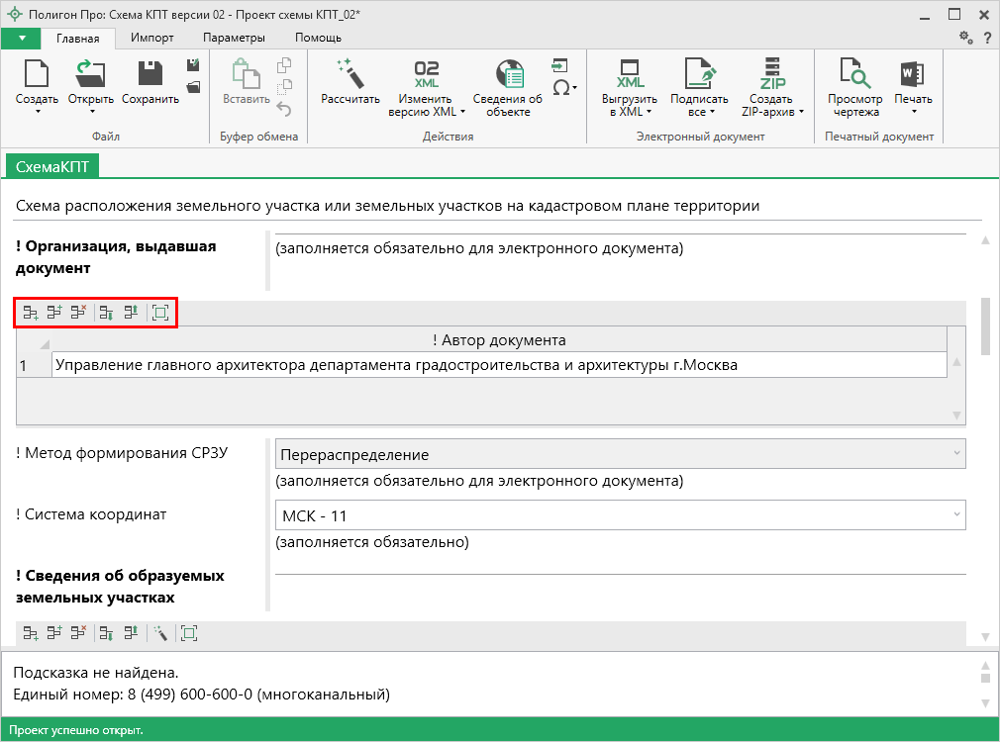 Полигон Про: Схема КПТ версии 02 - Проект схемы КПТ_02*
Главная Импорт Параметры Помощь
?
Создать Открыть Сохранить
Файл
Вставить
Буфер обмена
Рассчитать
02
XML
Изменить
версию XML
Сведения об
объекте
Ω
Действия
XML
Выгрузить
в XML
Подписать
все
ZIP
Создать
ZIP-архив
Электронный документ
Просмотр
чертежа
W
Печать
Печатный документ
СхемаКПТ
Схема расположения земельного участка или земельных участков на кадастровом плане территории
! Организация, выдавшая
документ
(заполняется обязательно для электронного документа)
! Автор документа
1 Управление главного архитектора департамента градостроительства и архитектуры г.Москва
! Метод формирования СРЗУ
Перераспределение
(заполняется обязательно для электронного документа)
! Система координат
МСК - 11
(заполняется обязательно)
! Сведения об образуемых
земельных участках
Подсказка не найдена.
Единый номер: 8 (499) 600-600-0 (многоканальный)
Проект успешно открыт.